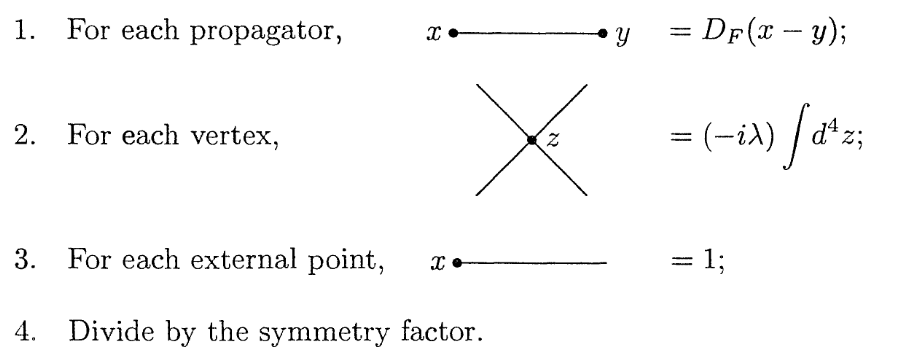 1. For each propagator, x y = D_F(x − y);
2. For each vertex, z = (−iλ) ∫ d⁴z;
3. For each external point, x = 1;
4. Divide by the symmetry factor.